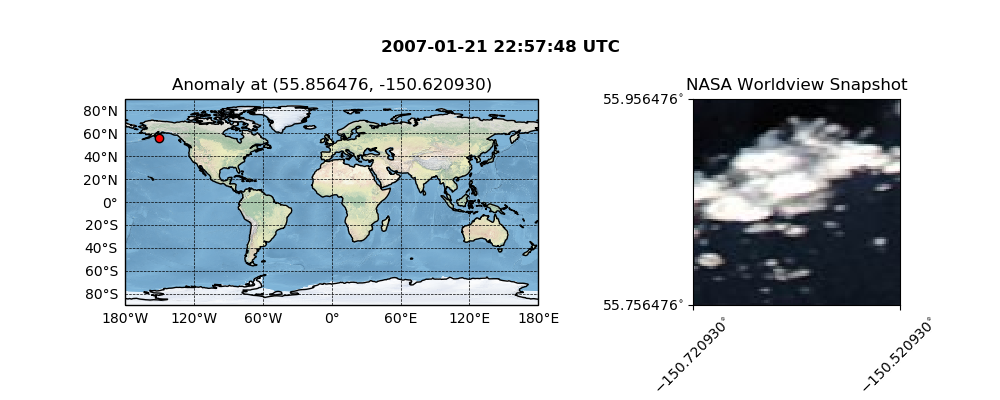 2007-01-21 22:57:48 UTC
Anomaly at (55.856476, -150.620930)
80°N
60°N
40°N
20°N
0°
20°S
40°S
60°S
80°S
180°W 120°W 60°W 0° 60°E 120°E 180°E
NASA Worldview Snapshot
55.956476°
55.756476°
−150.720930°
−150.520930°